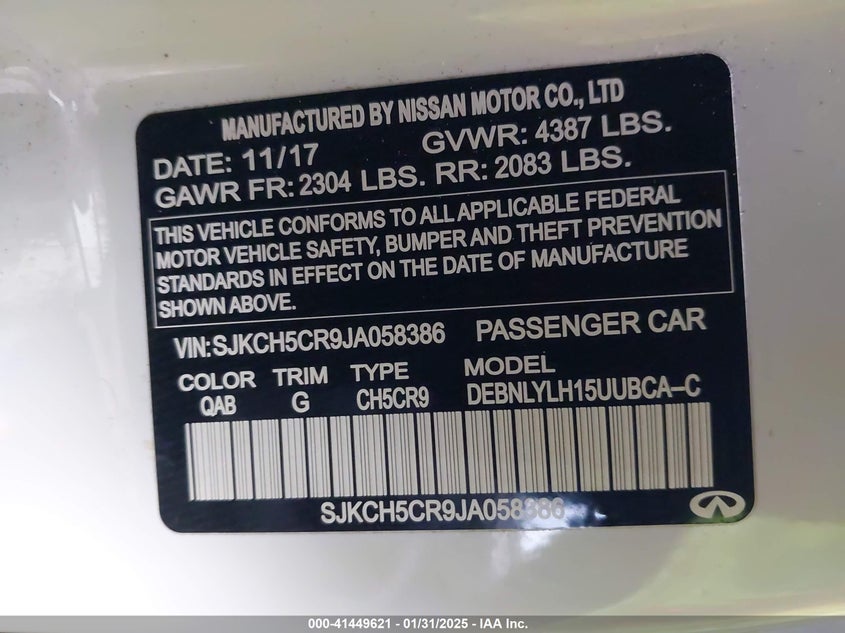 MANUFACTURED BY NISSAN MOTOR CO., LTD
DATE: 11/17 GVWR: 4387 LBS.
GAWR FR: 2304 LBS. RR: 2083 LBS.
THIS VEHICLE CONFORMS TO ALL APPLICABLE FEDERAL
MOTOR VEHICLE SAFETY, BUMPER AND THEFT PREVENTION
STANDARDS IN EFFECT ON THE DATE OF MANUFACTURE
SHOWN ABOVE.
VIN: SJKCH5CR9JA058386 PASSENGER CAR
COLOR TRIM TYPE MODEL
QAB G CH5CR9 DEBNLYLH15UUBCA–C
SJKCH5CR9JA058386
000-41449621 / 01/31/2025 - IAA Inc.